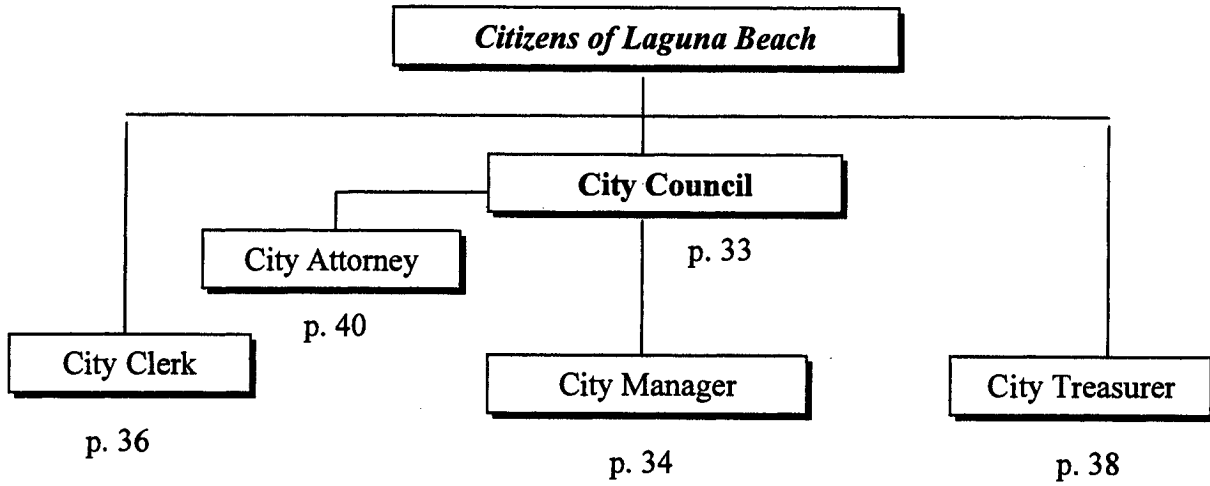 Citizens of Laguna Beach
City Council
p. 33
City Attorney
p. 40
City Clerk
p. 36
City Manager
p. 34
City Treasurer
p. 38